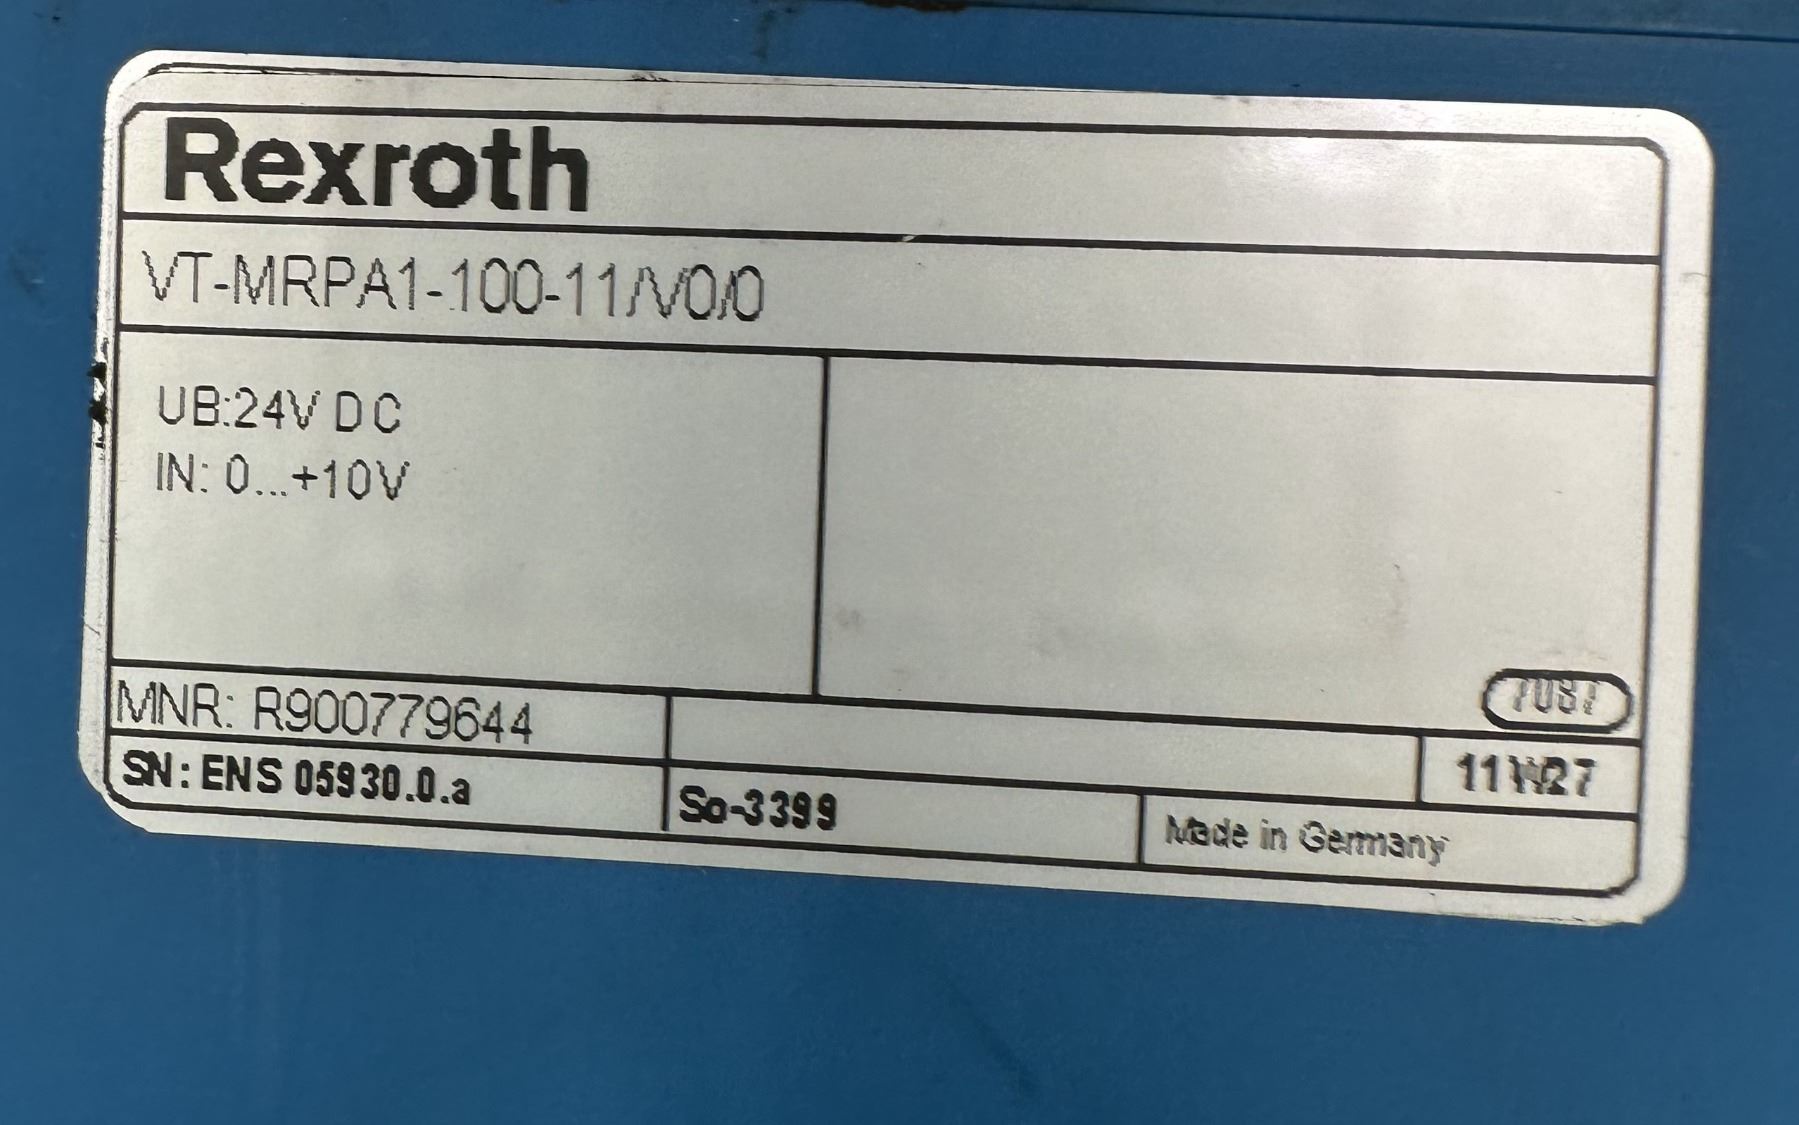 Rexroth
VT-MRPA1-100-11/V0/0
UB:24V DC
IN: 0...+10V
7087
MNR: R900779644
11W27
SN: ENS 05930.0.a
So-3399
Made in Germany